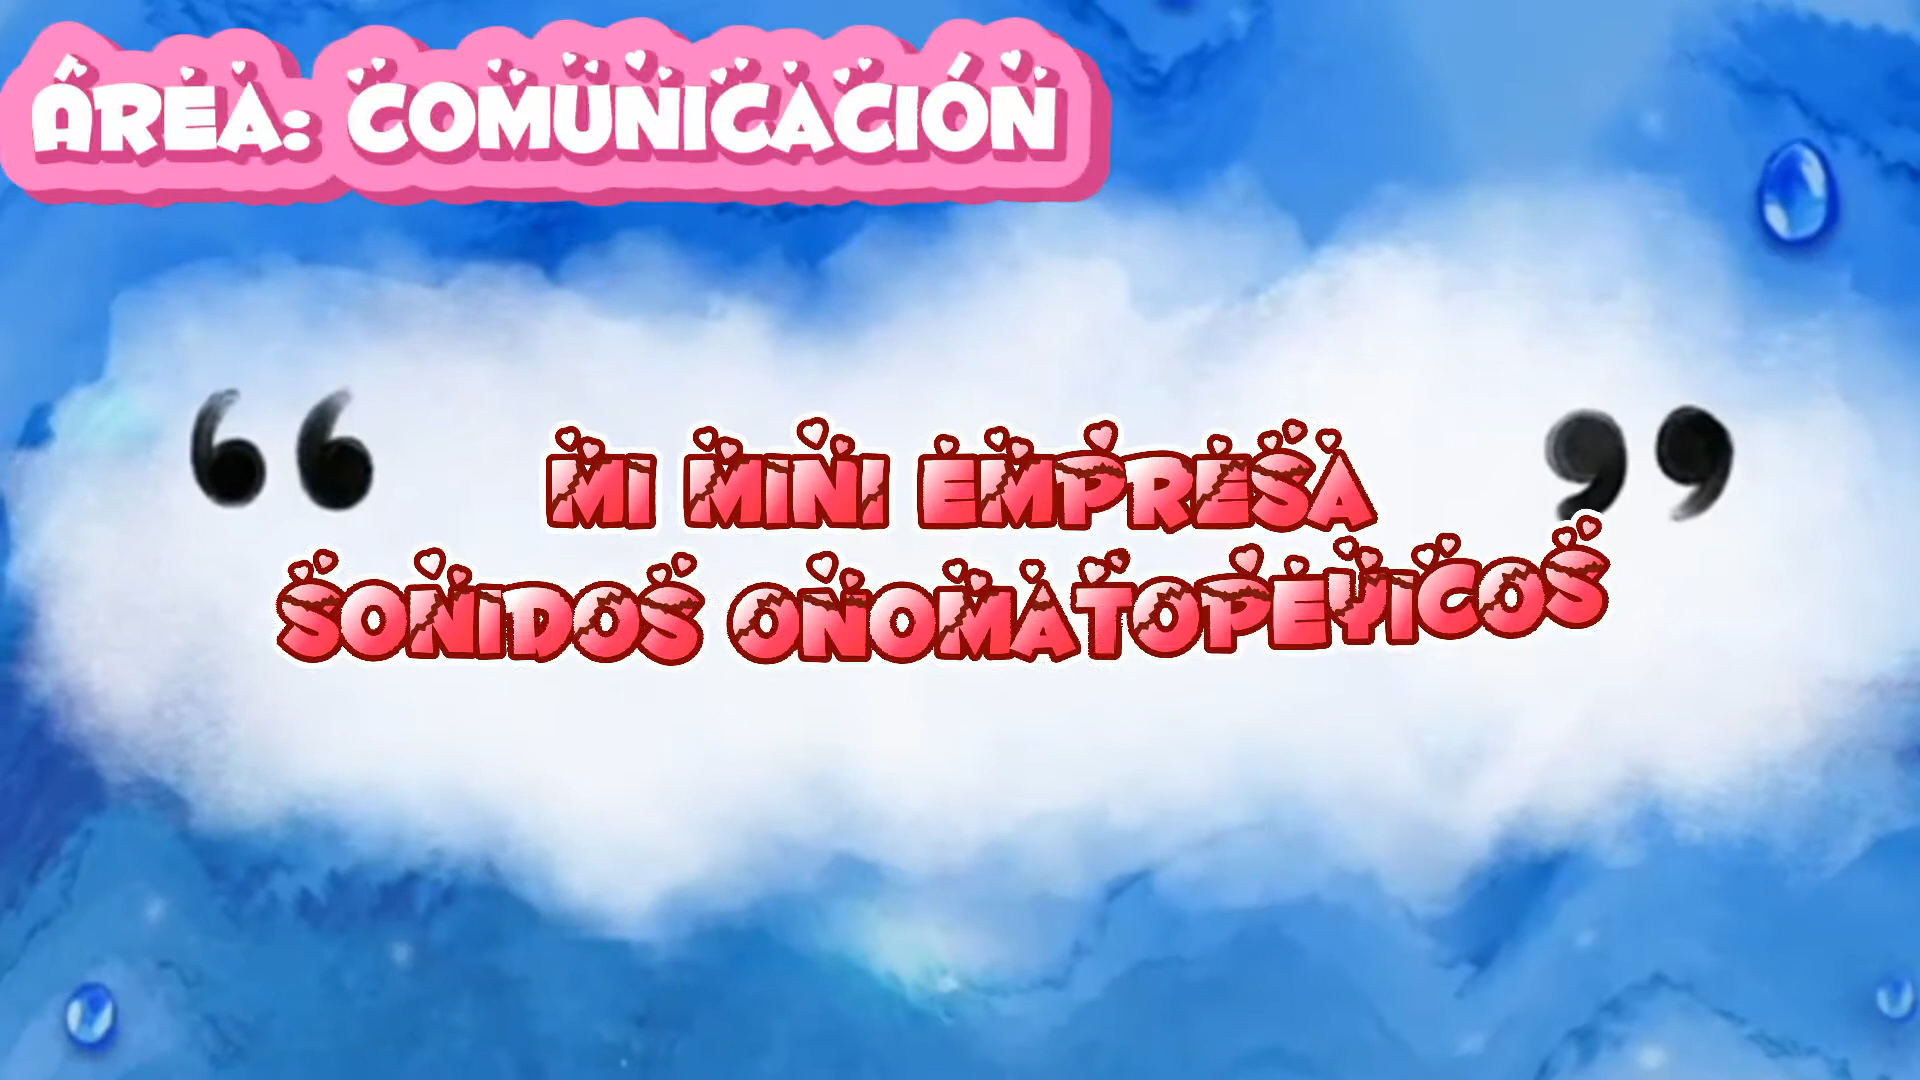 ÁREA: COMUNICACIÓN
“ MI MINI EMPRESA ”
SONIDOS ONOMATOPEYICOS